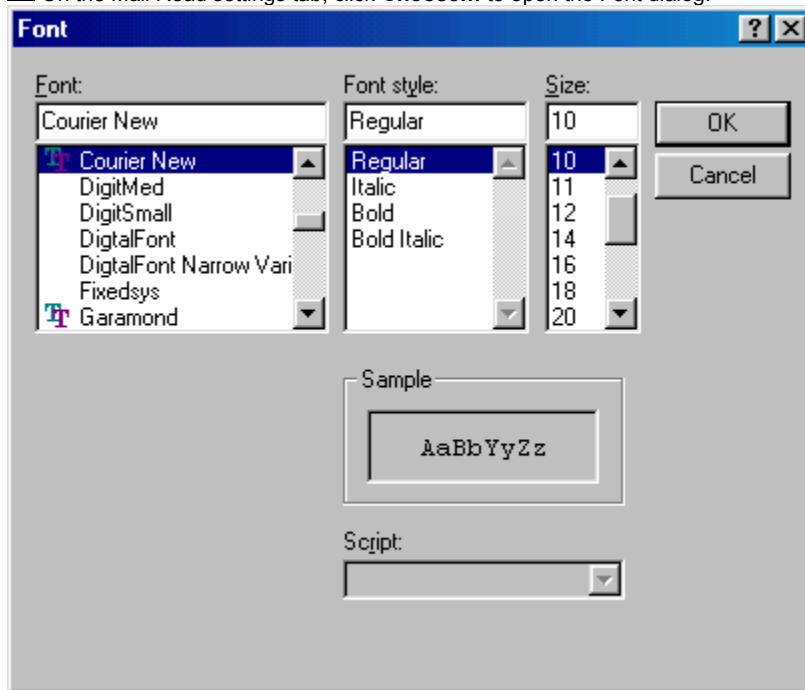 On the Mail Read settings tab, click Choose... to open the Font dialog.
Font
Font:
Font style:
Size:
Courier New
Regular
10
OK
Cancel
Courier New
DigitMed
DigitSmall
DigtalFont
DigtalFont Narrow Vari
Fixedsys
Garamond
Regular
Italic
Bold
Bold Italic
10
11
12
14
16
18
20
Sample
AaBbYyZz
Script: